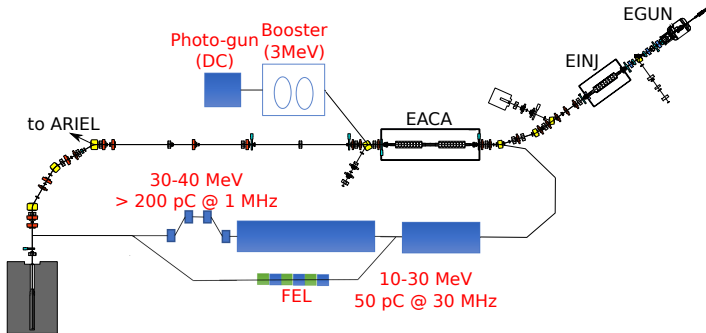 EGUN
Photo-gun
(DC)
Booster
(3MeV)
EINJ
to ARIEL
EACA
30-40 MeV
> 200 pC @ 1 MHz
FEL
10-30 MeV
50 pC @ 30 MHz